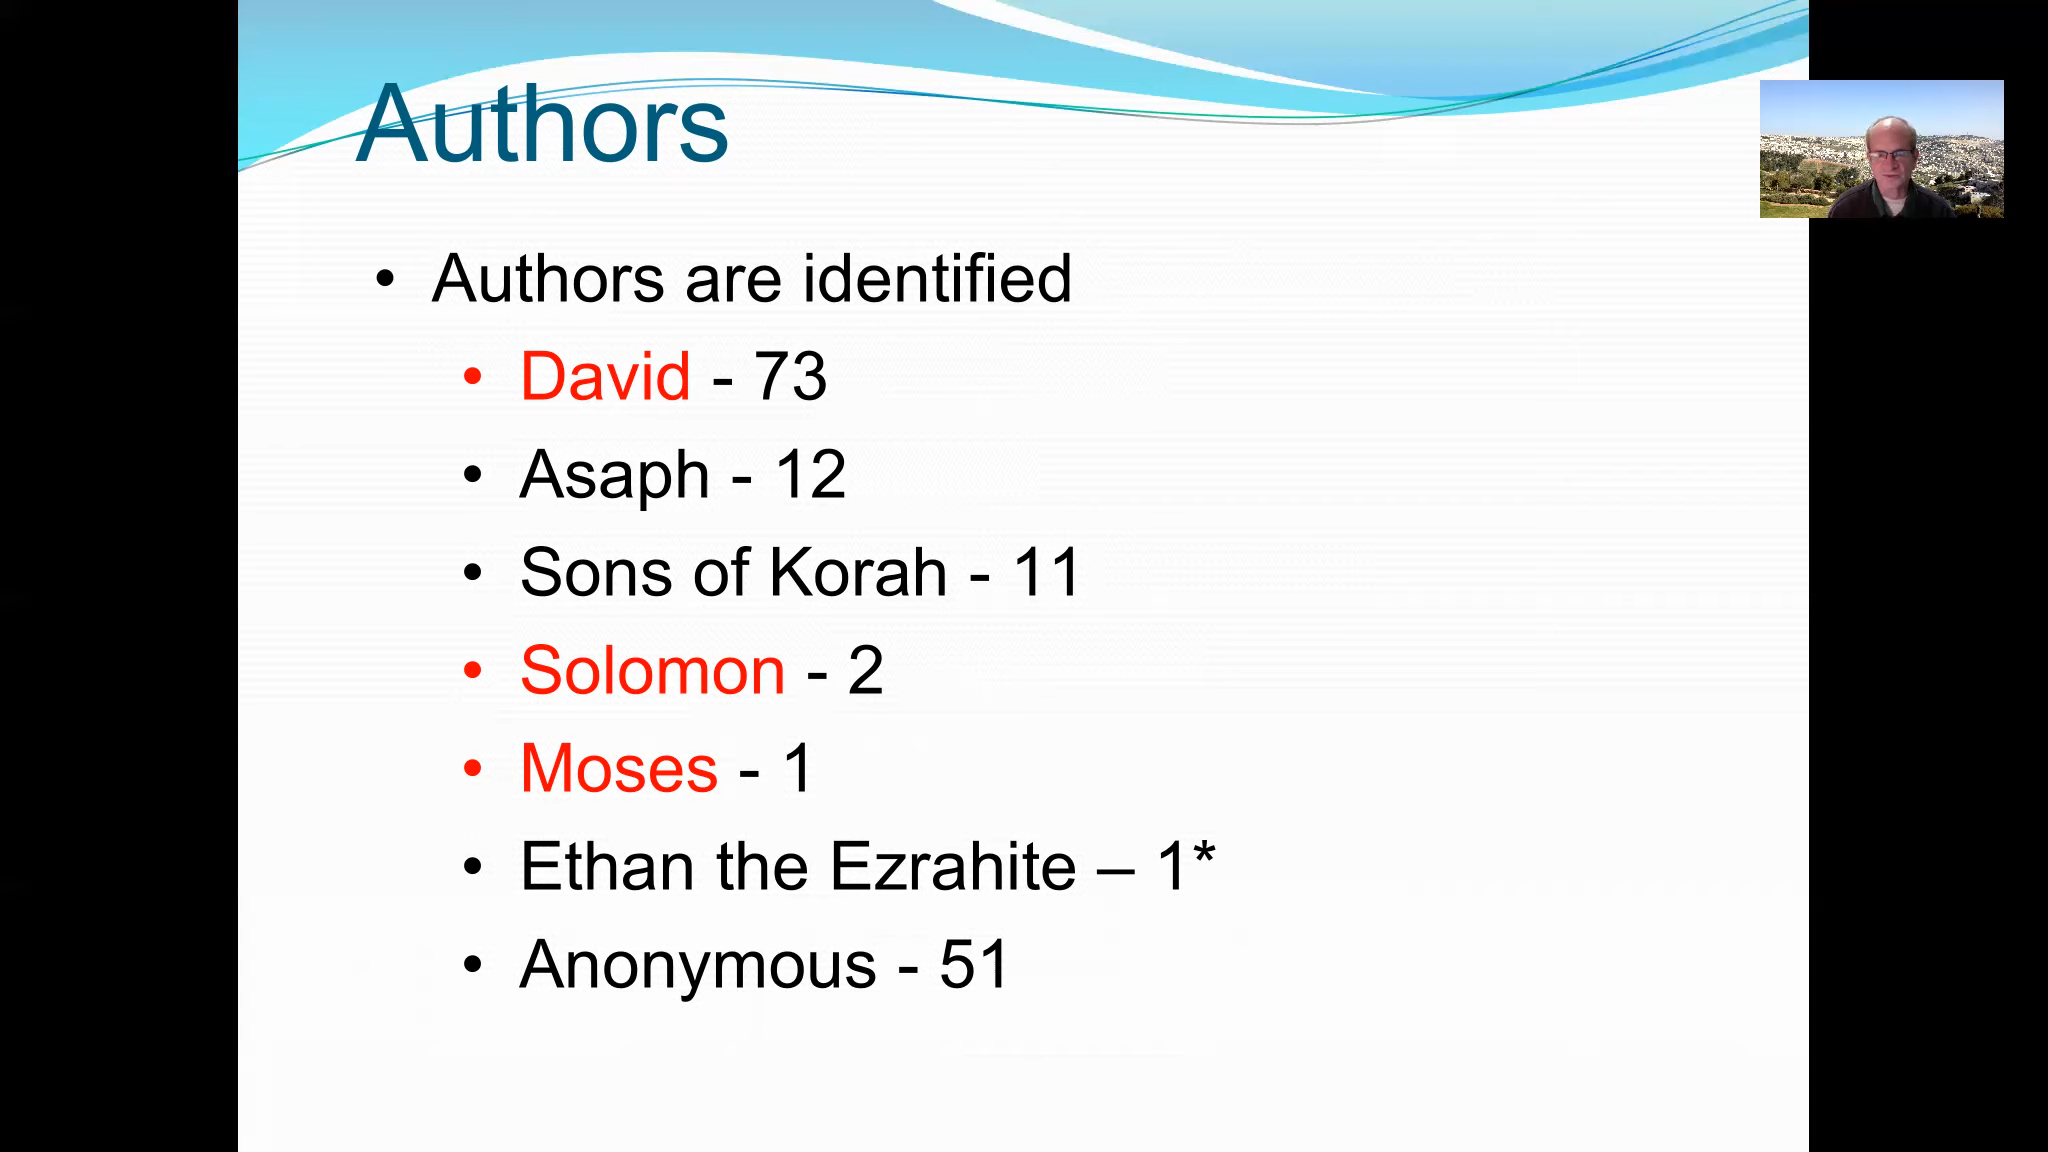 Authors
• Authors are identified
• David - 73
• Asaph - 12
• Sons of Korah - 11
• Solomon - 2
• Moses - 1
• Ethan the Ezrahite – 1*
• Anonymous - 51